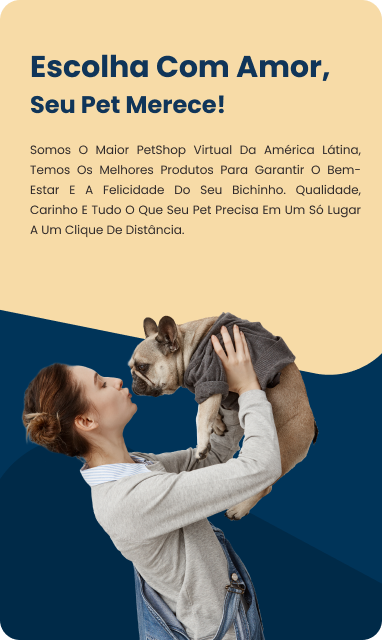 Escolha Com Amor,
Seu Pet Merece!
Somos O Maior PetShop Virtual Da América Látina,
Temos Os Melhores Produtos Para Garantir O Bem-
Estar E A Felicidade Do Seu Bichinho. Qualidade,
Carinho E Tudo O Que Seu Pet Precisa Em Um Só Lugar
A Um Clique De Distância.